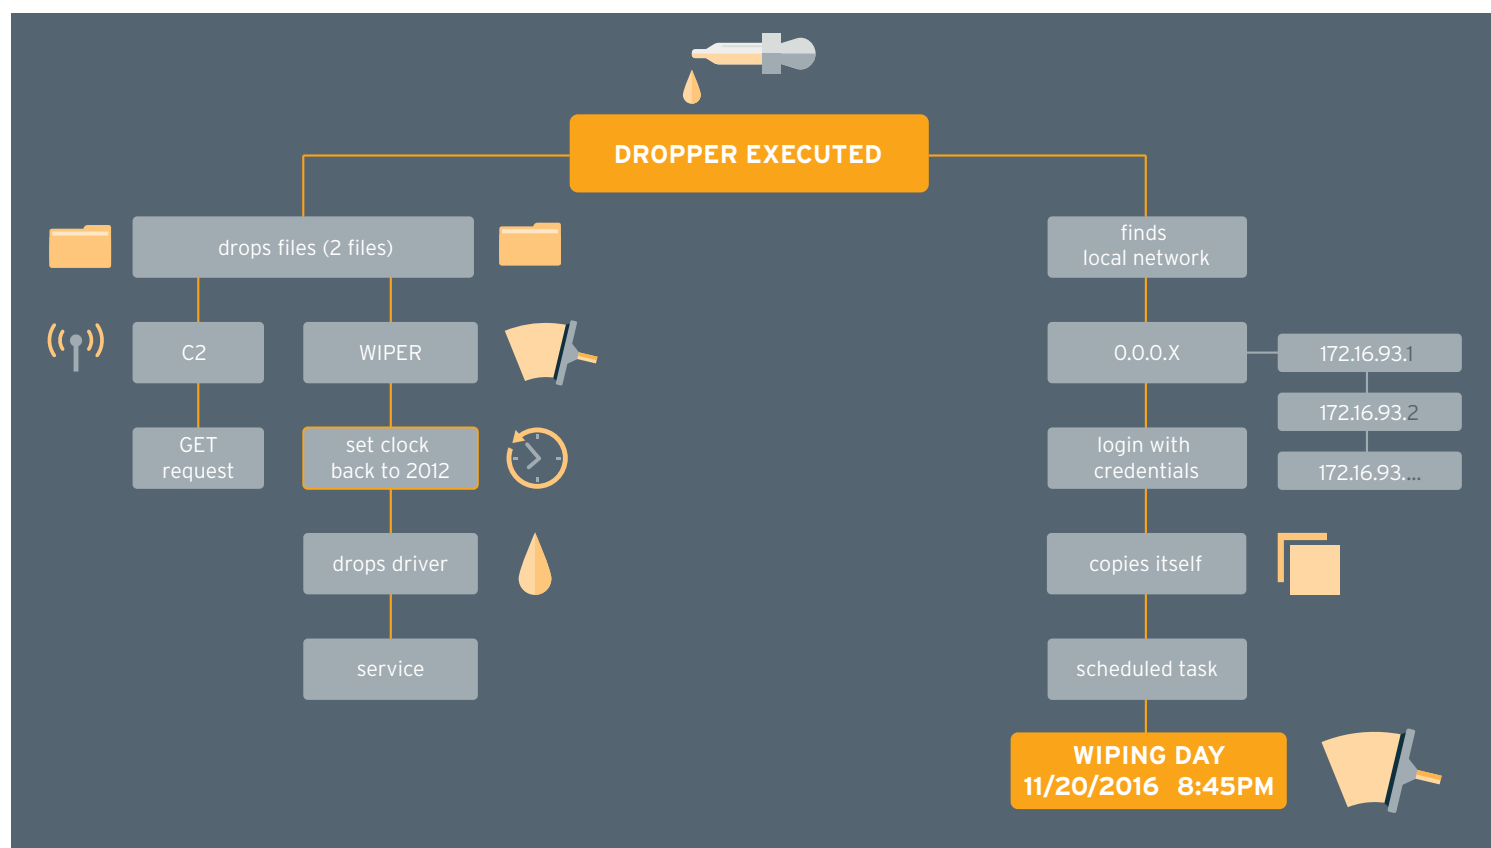 DROPPER EXECUTED
drops files (2 files)
finds
local network
C2
WIPER
0.0.0.X
172.16.93.1
172.16.93.2
172.16.93....
GET
request
set clock
back to 2012
login with
credentials
drops driver
copies itself
service
scheduled task
WIPING DAY
11/20/2016 8:45PM